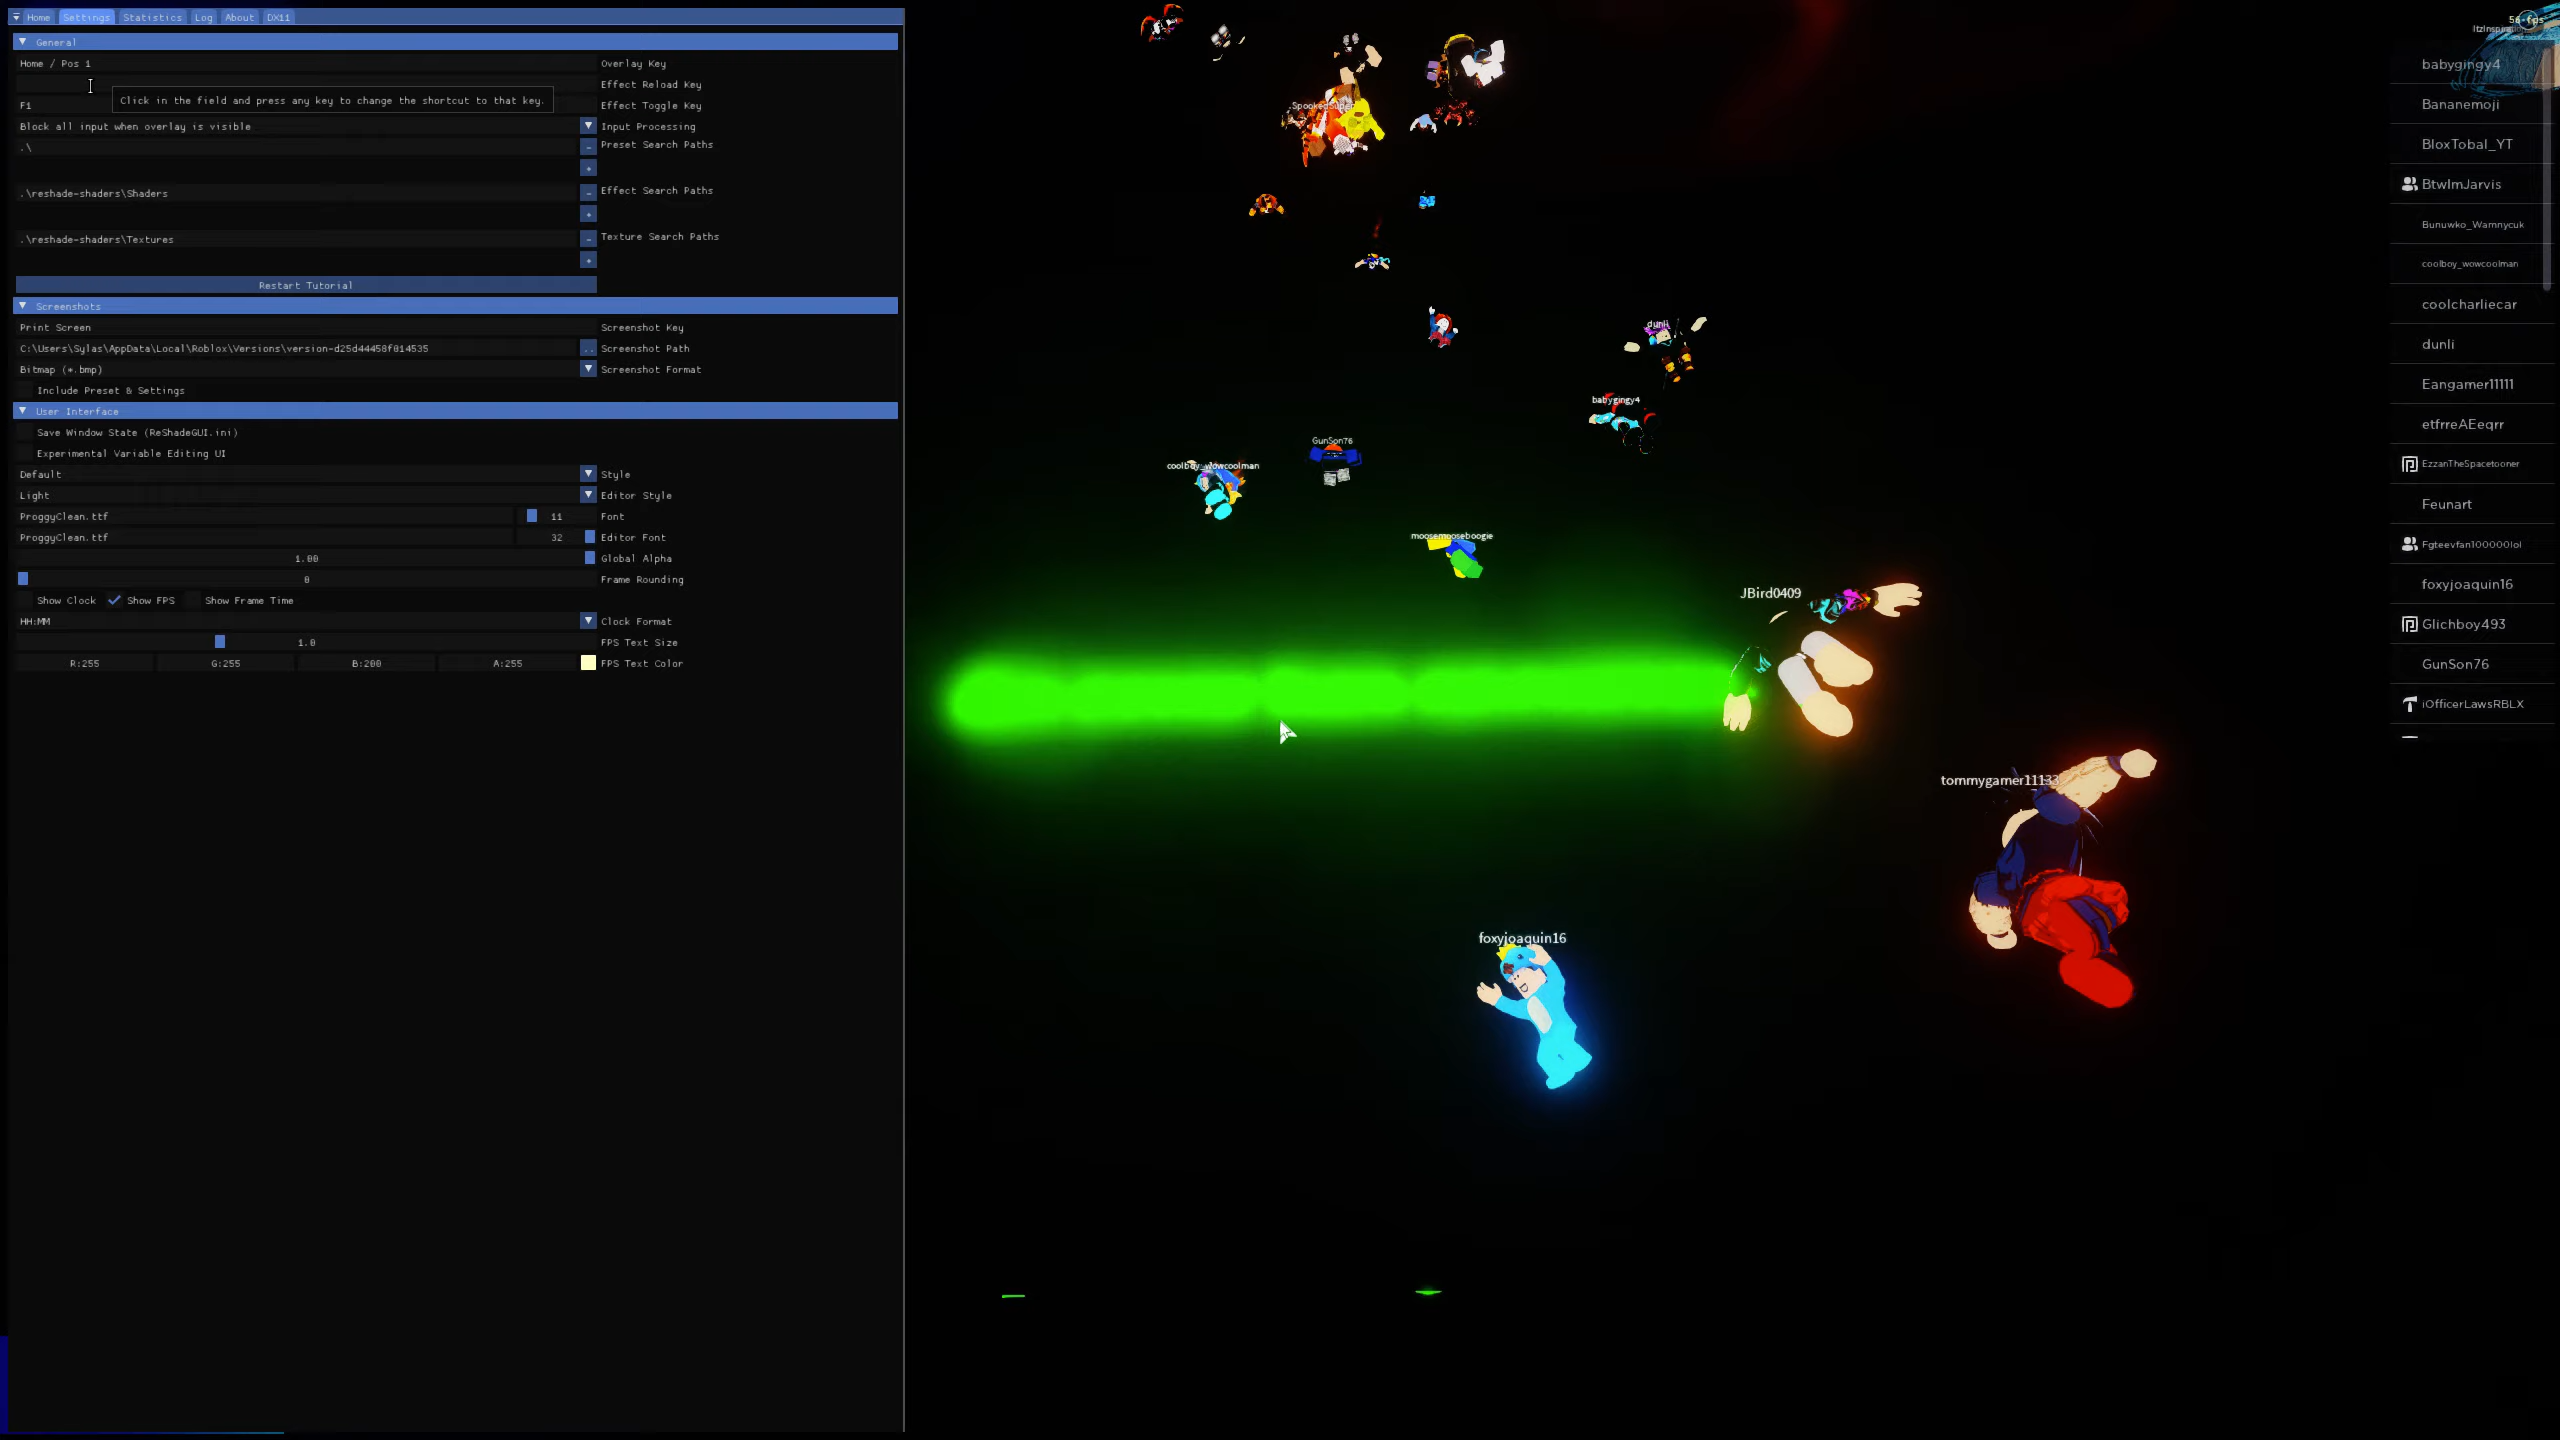 Home Settings Statistics Log About DX11
General
Home / Pos 1 Overlay Key
Effect Reload Key
Click in the field and press any key to change the shortcut to that key.
F1 Effect Toggle Key
Block all input when overlay is visible Input Processing
.\ - Preset Search Paths
+
.\reshade-shaders\Shaders - Effect Search Paths
+
.\reshade-shaders\Textures - Texture Search Paths
+
Restart Tutorial
Screenshots
Print Screen Screenshot Key
C:\Users\Sylas\AppData\Local\Roblox\Versions\version-d25d44458f814535 .. Screenshot Path
Bitmap (*.bmp) Screenshot Format
Include Preset & Settings
User Interface
Save Window State (ReShadeGUI.ini)
Experimental Variable Editing UI
Default Style
Light Editor Style
ProggyClean.ttf 11 Font
ProggyClean.ttf 32 Editor Font
1.00 Global Alpha
0 Frame Rounding
Show Clock Show FPS Show Frame Time
HH:MM Clock Format
1.0 FPS Text Size
R:255 G:255 B:200 A:255 FPS Text Color
SpookedSuper
dunli
babygingy4
GunSon76
coolboy_wowcoolman
moosemooseboogie
JBird0409
tommygamer11133
foxyjoaquin16
56 fps
babygingy4
Bananemoji
BloxTobal_YT
BtwImJarvis
Bunuwko_Wamnycuk
coolboy_wowcoolman
coolcharliecar
dunli
Eangamer11111
etfrreAEeqrr
EzzanTheSpacetooner
Feunart
Fgteevfan100000lol
foxyjoaquin16
Glichboy493
GunSon76
iOfficerLawsRBLX